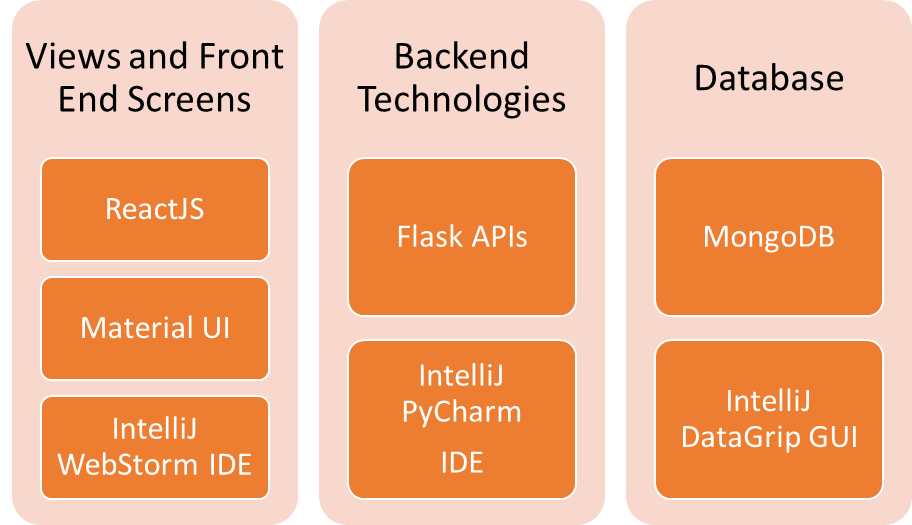 Views and Front
End Screens
ReactJS
Material UI
IntelliJ
WebStorm IDE
Backend
Technologies
Flask APIs
IntelliJ
PyCharm
IDE
Database
MongoDB
IntelliJ
DataGrip GUI